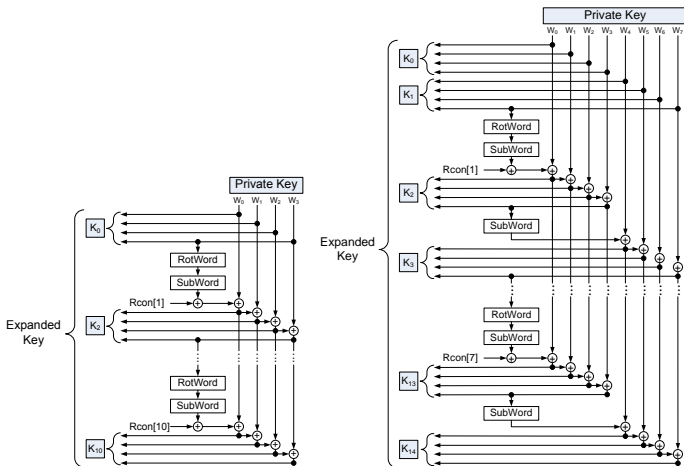 Private Key
W0 W1 W2 W3
K0
RotWord
SubWord
Rcon[1]
K2
Expanded
Key
RotWord
SubWord
Rcon[10]
K10
Private Key
W0 W1 W2 W3 W4 W5 W6 W7
K0
K1
RotWord
SubWord
Rcon[1]
K2
SubWord
Expanded
Key
K3
RotWord
SubWord
Rcon[7]
K13
SubWord
K14